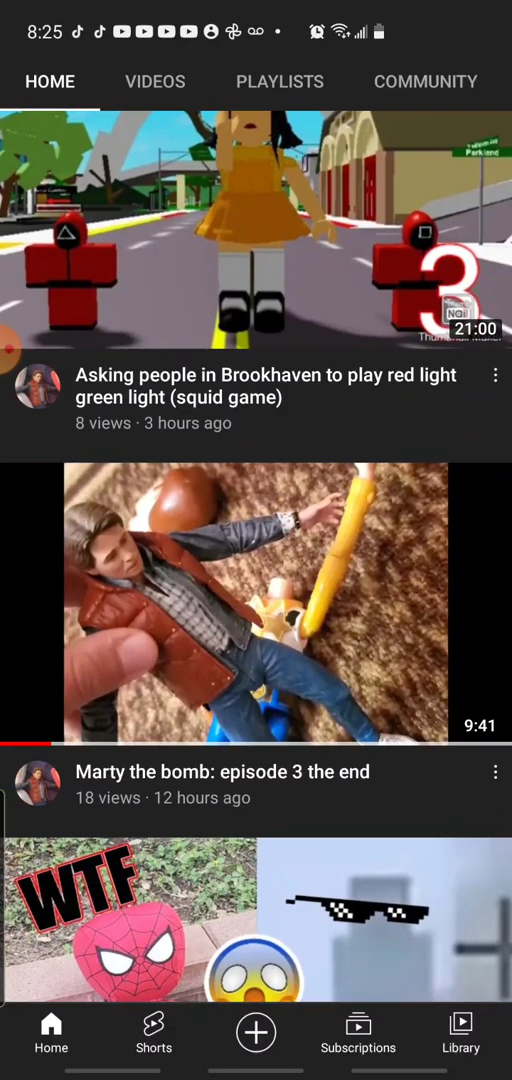 8:25
HOME VIDEOS PLAYLISTS COMMUNITY
Parkland
3
21:00
Asking people in Brookhaven to play red light
green light (squid game)
8 views · 3 hours ago
9:41
Marty the bomb: episode 3 the end
18 views · 12 hours ago
WTF
Home Shorts Subscriptions Library